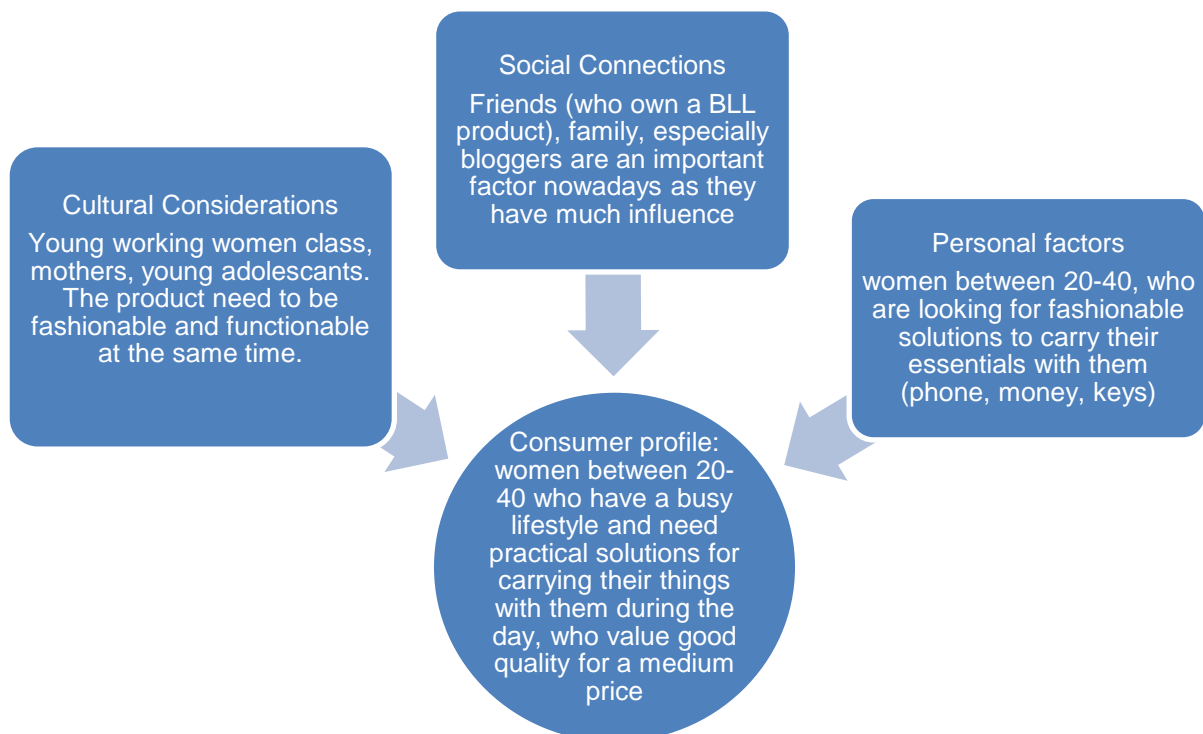 Social Connections
Friends (who own a BLL
product), family, especially
bloggers are an important
factor nowadays as they
have much influence
Cultural Considerations
Young working women class,
mothers, young adolescants.
The product need to be
fashionable and functionable
at the same time.
Personal factors
women between 20-40, who
are looking for fashionable
solutions to carry their
essentials with them
(phone, money, keys)
Consumer profile:
women between 20-
40 who have a busy
lifestyle and need
practical solutions for
carrying their things
with them during the
day, who value good
quality for a medium
price